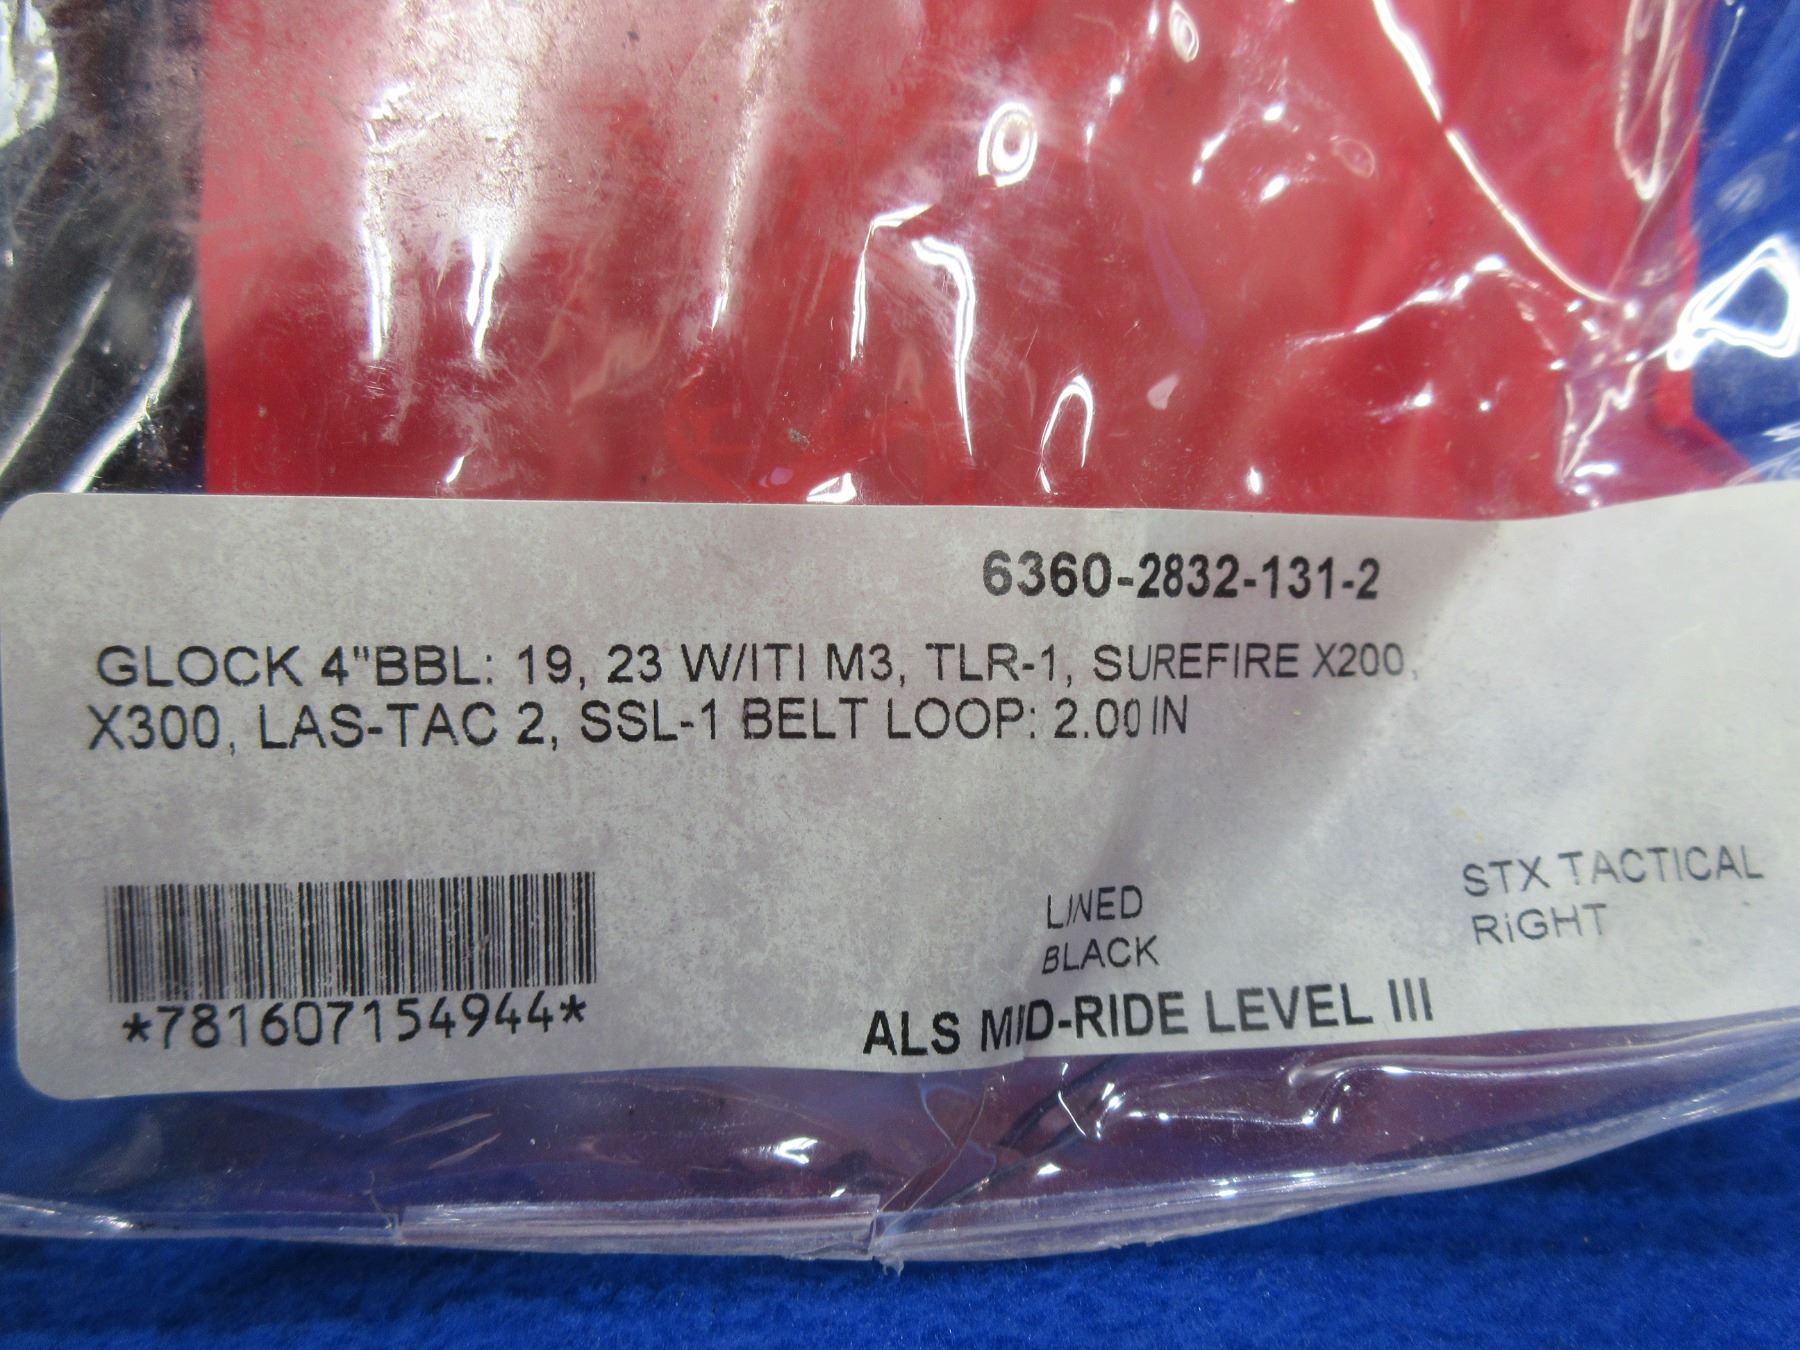 6360-2832-131-2
GLOCK 4"BBL: 19, 23 W/ITI M3, TLR-1, SUREFIRE X200,
X300, LAS-TAC 2, SSL-1 BELT LOOP: 2.00 IN
LINED
BLACK
STX TACTICAL
RiGHT
*781607154944*
ALS MID-RIDE LEVEL III